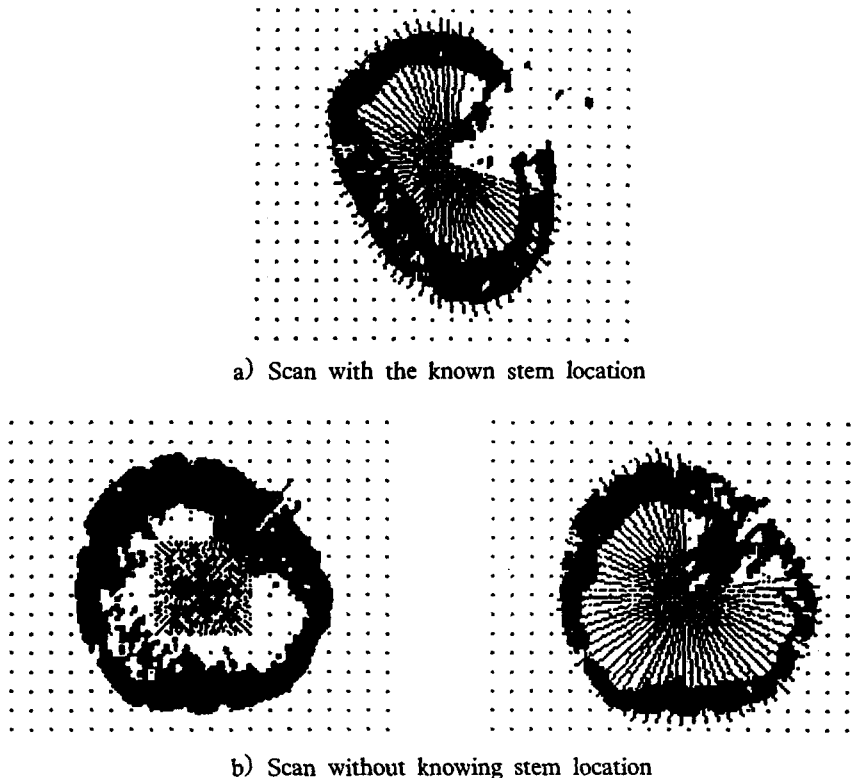 a) Scan with the known stem location
b) Scan without knowing stem location